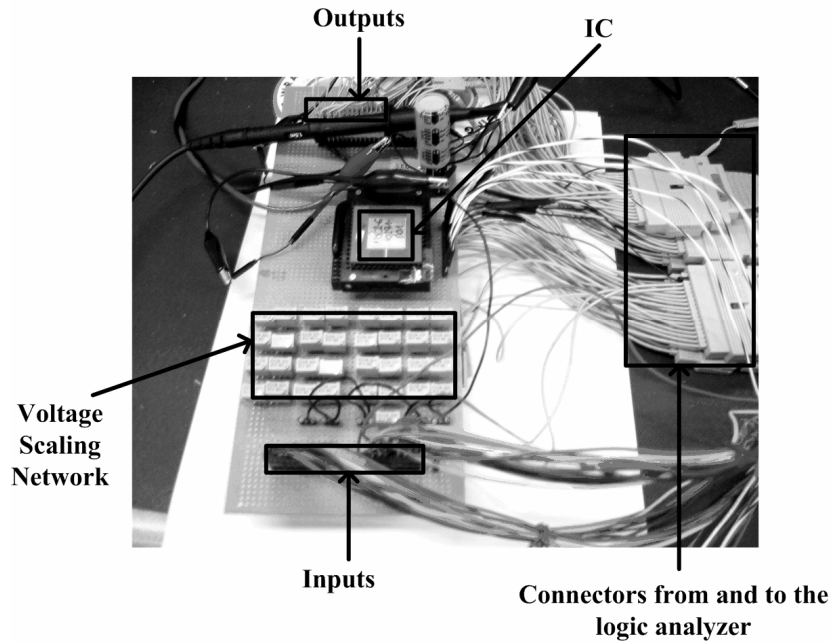 Outputs
IC
Voltage
Scaling
Network
Inputs
Connectors from and to the
logic analyzer